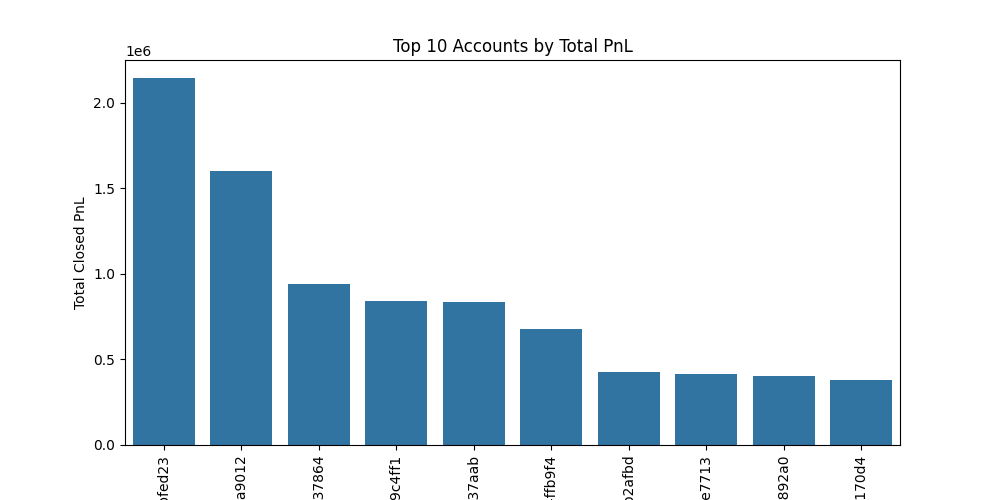 Top 10 Accounts by Total PnL
1e6
Total Closed PnL
2.0
1.5
1.0
0.5
0.0
ofed23
a9012
37864
9c4ff1
37aab
ffb9f4
b2afbd
e7713
892a0
170d4